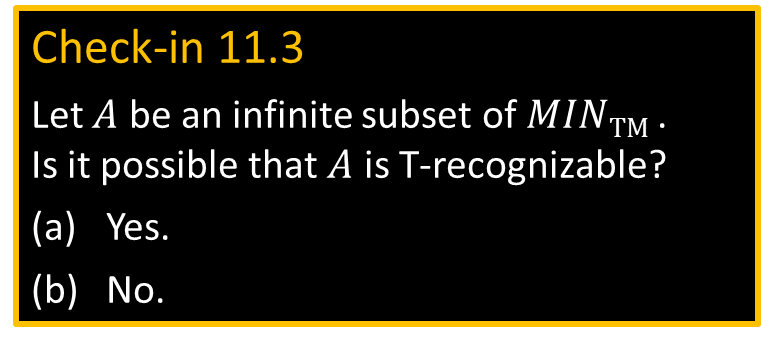 Check-in 11.3
Let A be an infinite subset of MIN_TM .
Is it possible that A is T-recognizable?
(a) Yes.
(b) No.